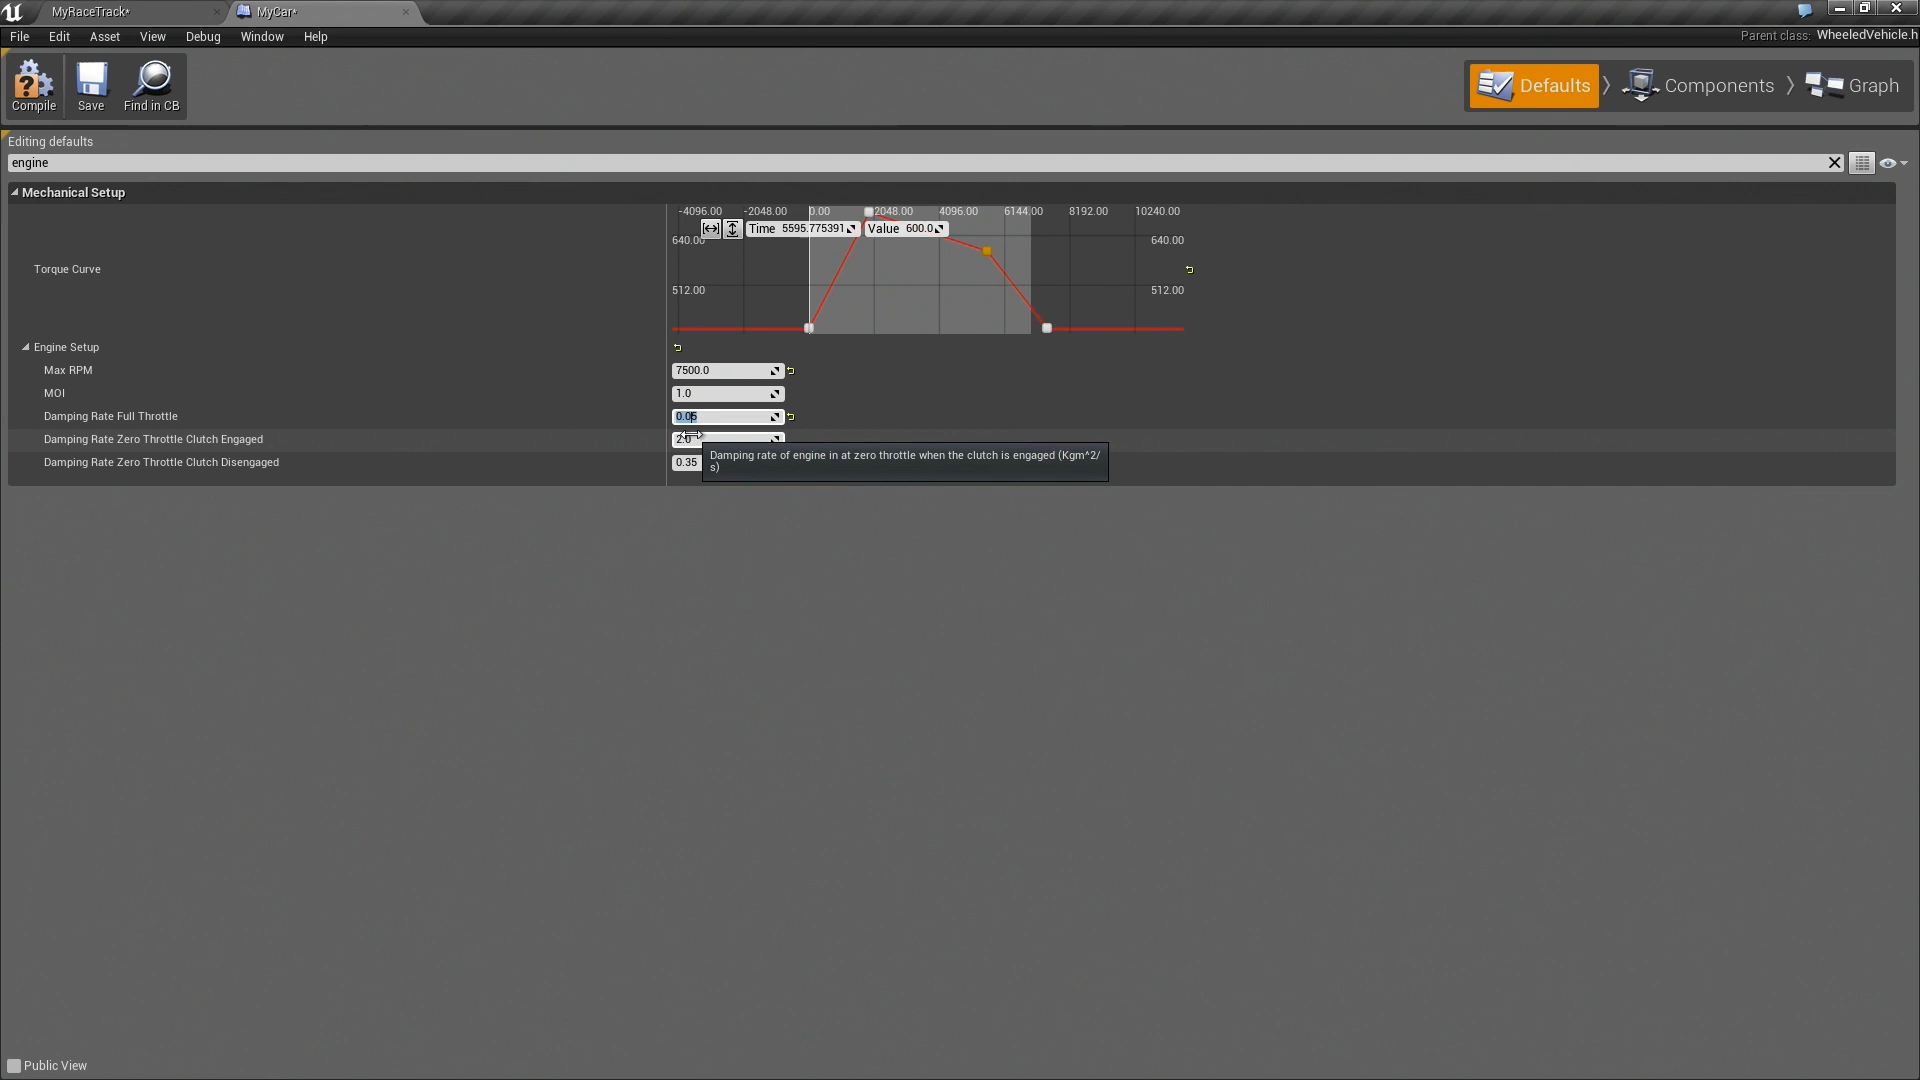 MyRaceTrack*
MyCar*
File Edit Asset View Debug Window Help
Parent class: WheeledVehicle.h
Compile Save Find in CB
Defaults Components Graph
Editing defaults
engine
Mechanical Setup
-4096.00 -2048.00 0.00 2048.00 4096.00 6144.00 8192.00 10240.00
Time 5595.775391 Value 600.0
640.00 640.00
Torque Curve
512.00 512.00
Engine Setup
Max RPM 7500.0
MOI 1.0
Damping Rate Full Throttle 0.05
Damping Rate Zero Throttle Clutch Engaged 2.0
Damping Rate Zero Throttle Clutch Disengaged 0.35
Damping rate of engine in at zero throttle when the clutch is engaged (Kgm^2/
s)
Public View